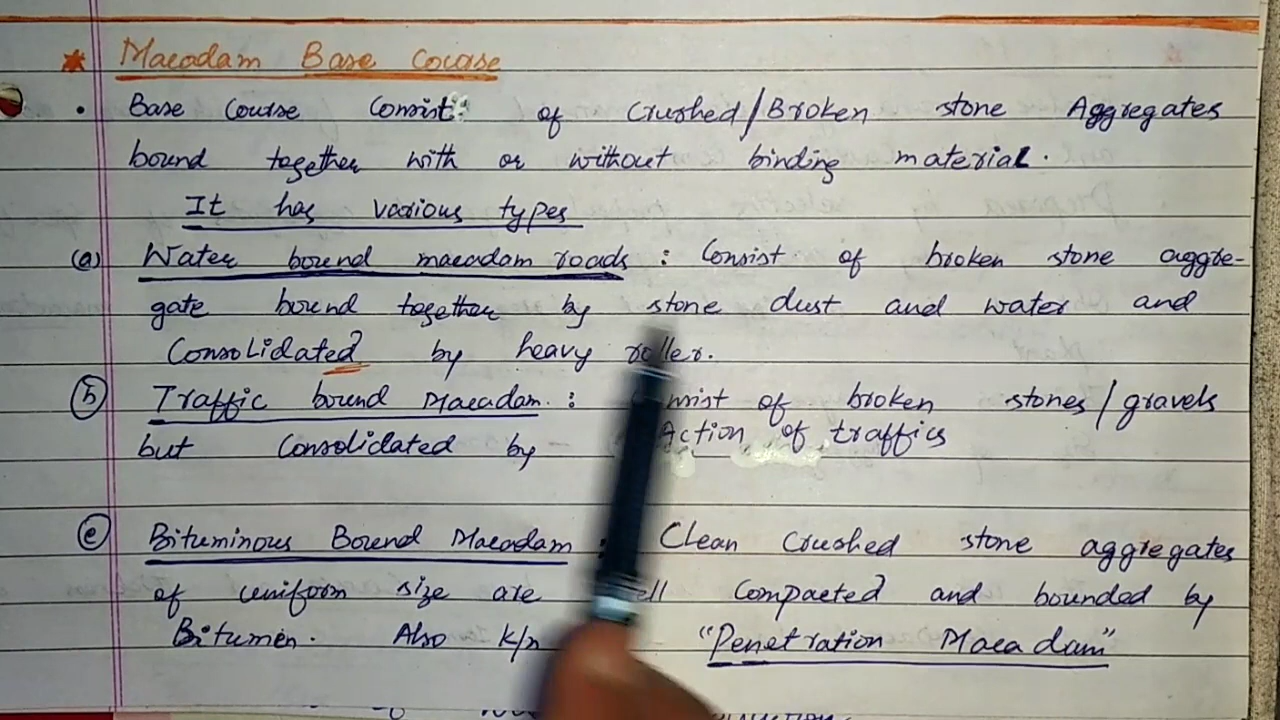 * Macadam Base Course
• Base Course Consist of Crushed/Broken stone Aggregates
bound together with or without binding material.
It has various types
(a) Water bound macadam roads : Consist of broken stone aggre-
gate bound together by stone dust and water and
Consolidated by heavy roller.
(b) Traffic bound Macadam : of broken stones/gravels
but Consolidated by Action of traffics
(c) Bituminous Bound Macadam : Clean Crushed stone aggregates
of uniform size are compacted and bounded by
Bitumen. Also k/n "Penetration Macadam"